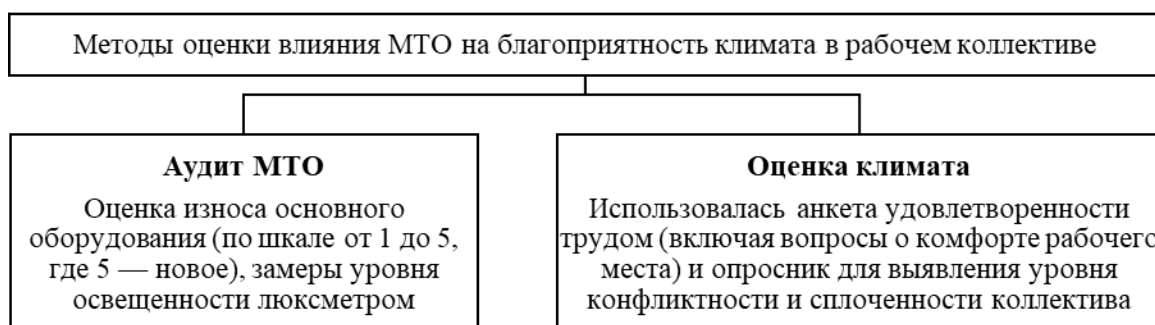 Методы оценки влияния МТО на благоприятность климата в рабочем коллективе
Аудит МТО
Оценка износа основного
оборудования (по шкале от 1 до 5,
где 5 — новое), замеры уровня
освещенности люксметром
Оценка климата
Использовалась анкета удовлетворенности
трудом (включая вопросы о комфорте рабочего
места) и опросник для выявления уровня
конфликтности и сплоченности коллектива